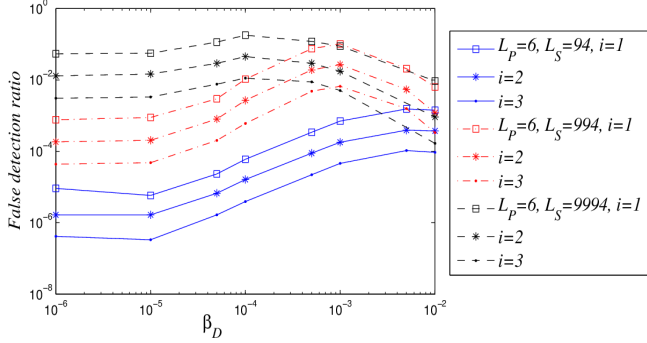 10^0
10^-2
10^-4
10^-6
10^-8
False detection ratio
10^-6 10^-5 10^-4 10^-3 10^-2
β_D
L_P=6, L_S=94, i=1
i=2
i=3
L_P=6, L_S=994, i=1
i=2
i=3
L_P=6, L_S=9994, i=1
i=2
i=3